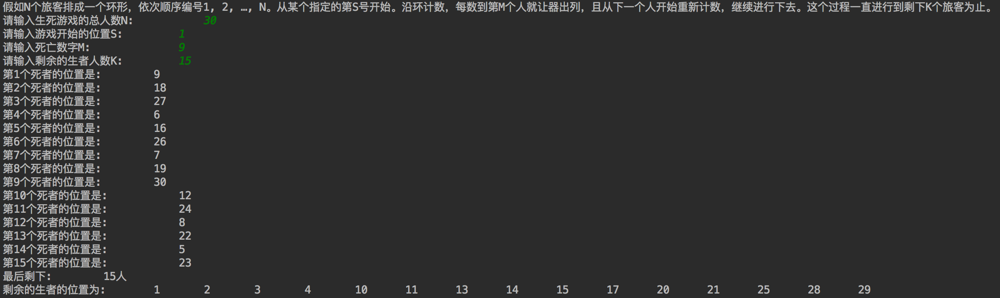 假如N个旅客排成一个环形，依次顺序编号1, 2, …, N。从某个指定的第S号开始。沿环计数，每数到第M个人就让器出列，且从下一个人开始重新计数，继续进行下去。这个过程一直进行到剩下K个旅客为止。
请输入生死游戏的总人数N: 30
请输入游戏开始的位置S: 1
请输入死亡数字M: 9
请输入剩余的生者人数K: 15
第1个死者的位置是: 9
第2个死者的位置是: 18
第3个死者的位置是: 27
第4个死者的位置是: 6
第5个死者的位置是: 16
第6个死者的位置是: 26
第7个死者的位置是: 7
第8个死者的位置是: 19
第9个死者的位置是: 30
第10个死者的位置是: 12
第11个死者的位置是: 24
第12个死者的位置是: 8
第13个死者的位置是: 22
第14个死者的位置是: 5
第15个死者的位置是: 23
最后剩下: 15人
剩余的生者的位置为: 1 2 3 4 10 11 13 14 15 17 20 21 25 28 29